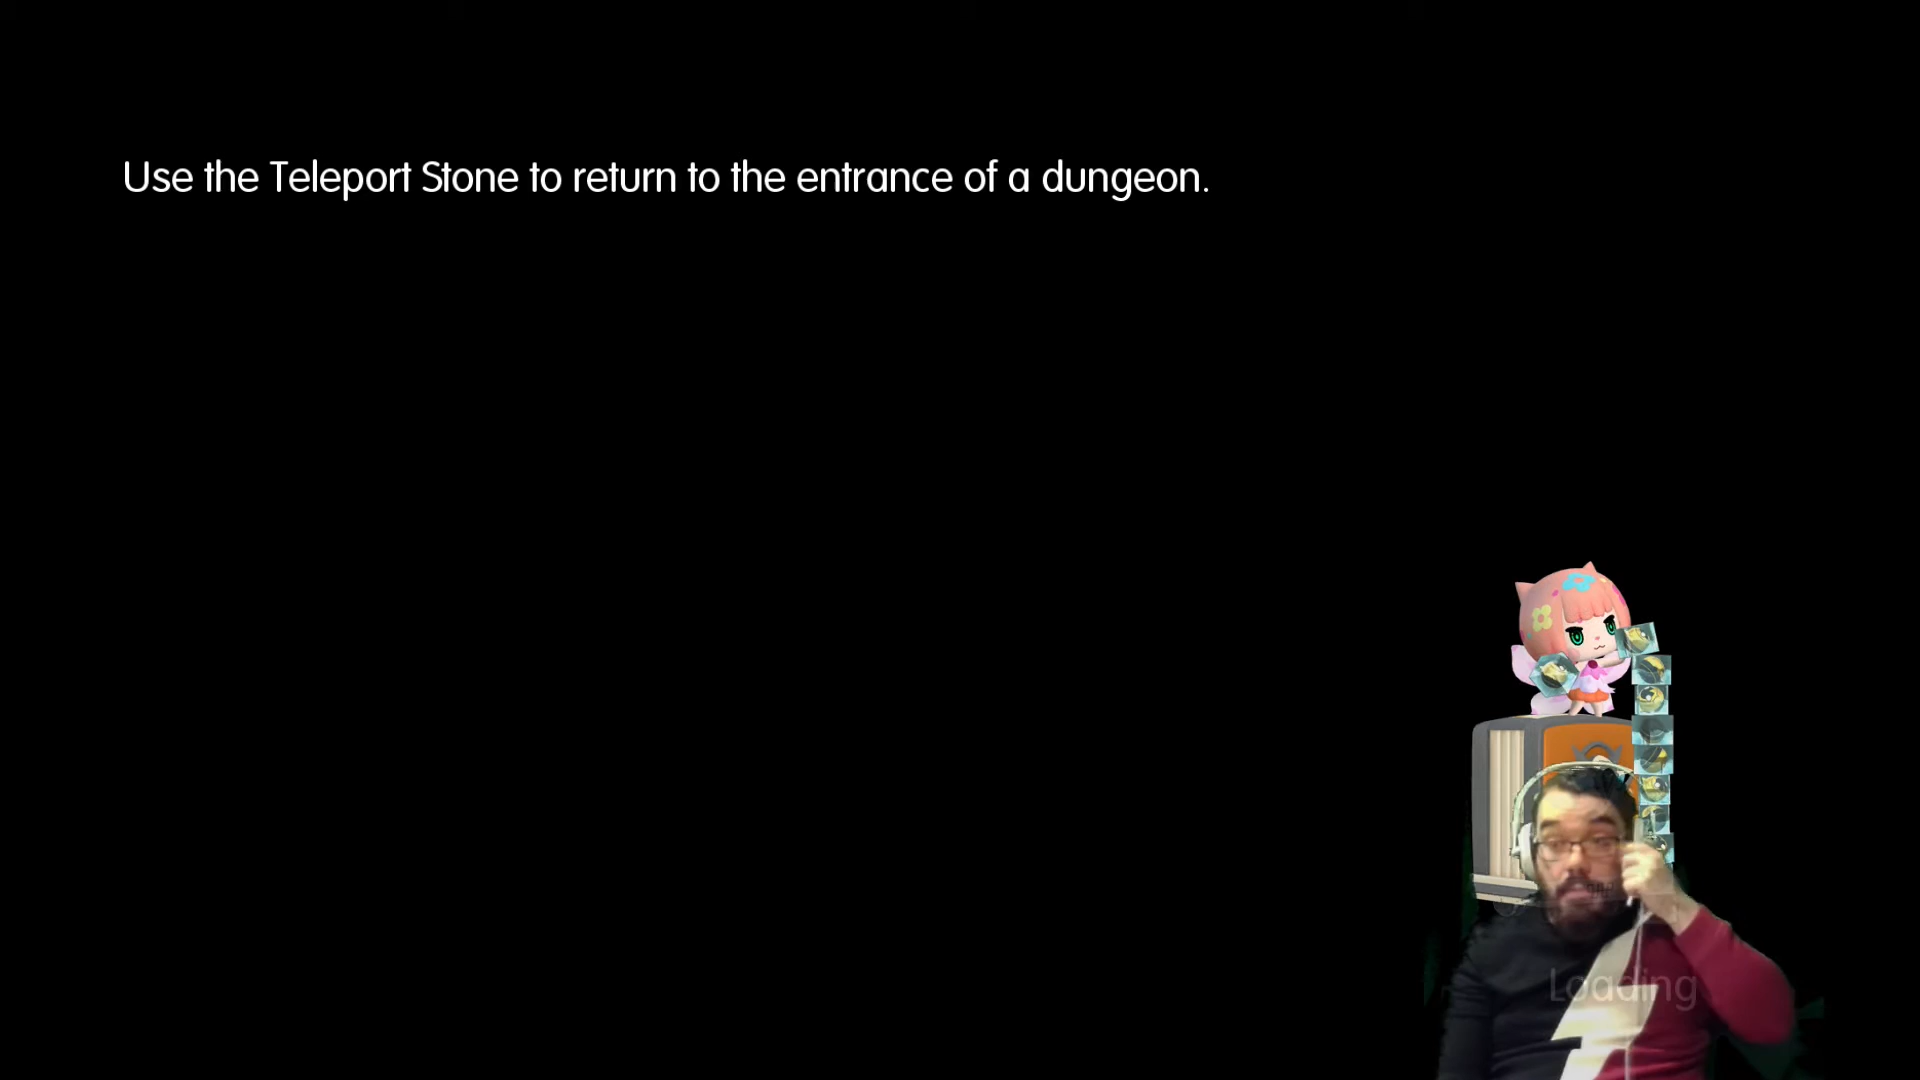 Use the Teleport Stone to return to the entrance of a dungeon.
Loading